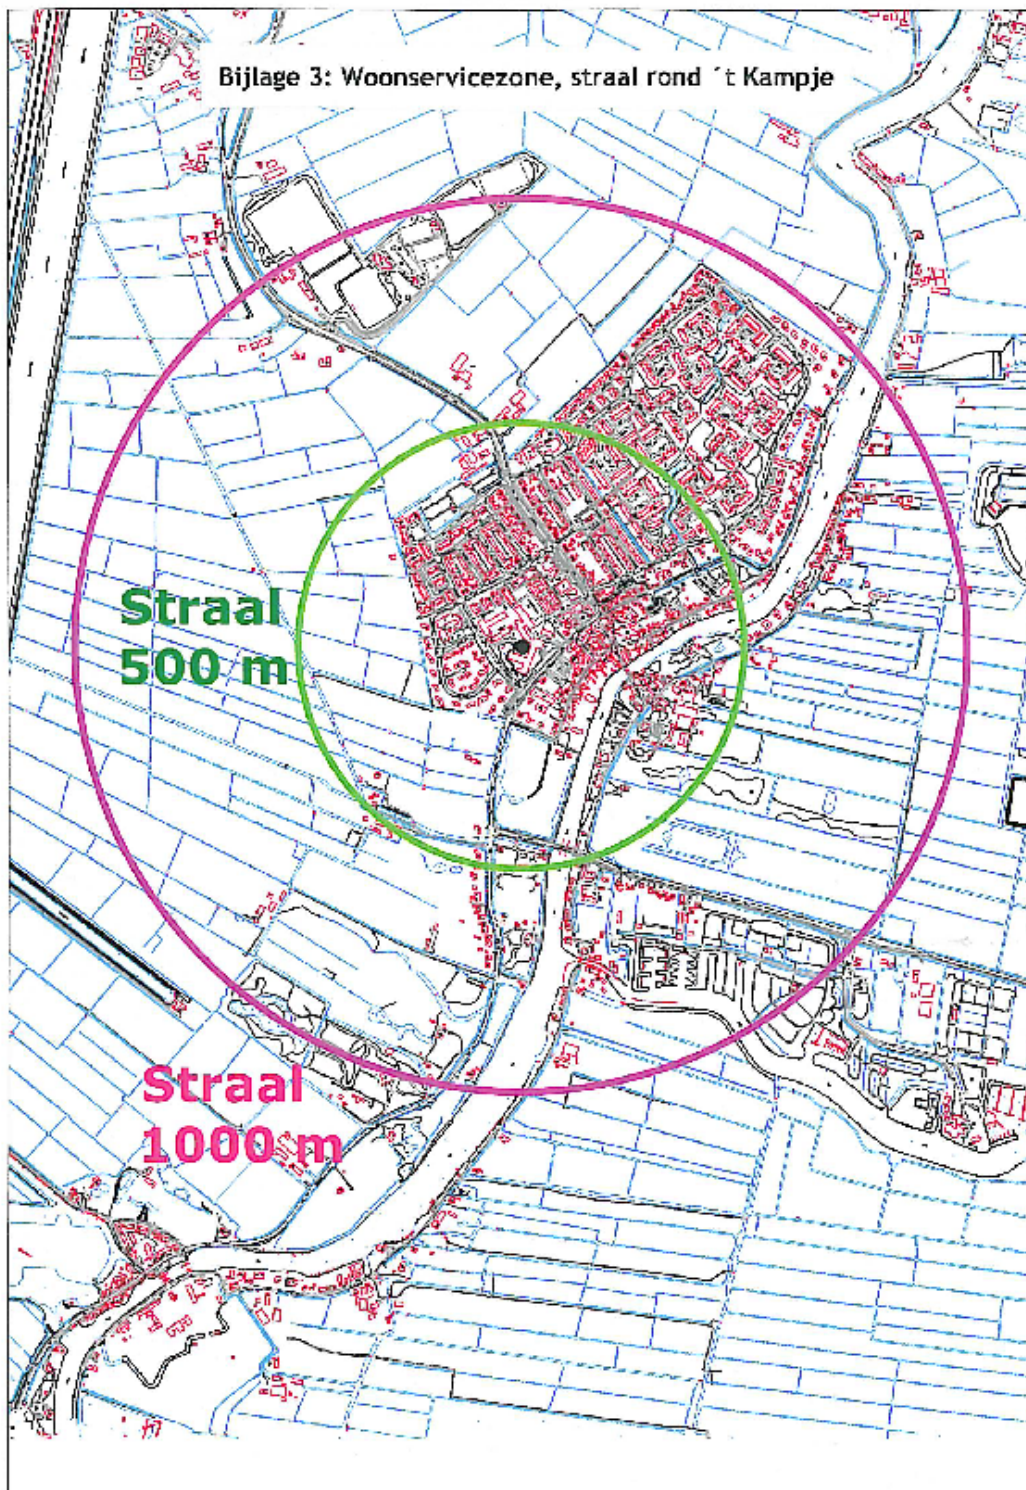 Bijlage 3: Woonservicezone, straal rond ´t Kampje
Straal
500 m
Straal
1000 m